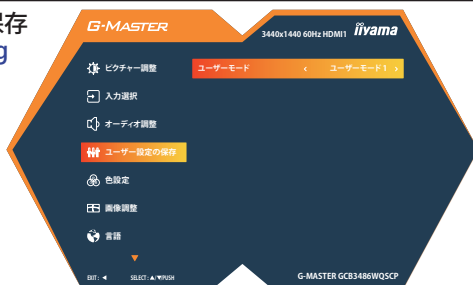 保存
g
G-MASTER
3440x1440 60Hz HDMI1 iiyama
ピクチャー調整
ユーザーモード ‹ ユーザーモード1 ›
入力選択
オーディオ調整
ユーザー設定の保存
色設定
画像調整
言語
▼
EXIT : ◄ SELECT : ▲/▼/PUSH
G-MASTER GCB3486WQSCP